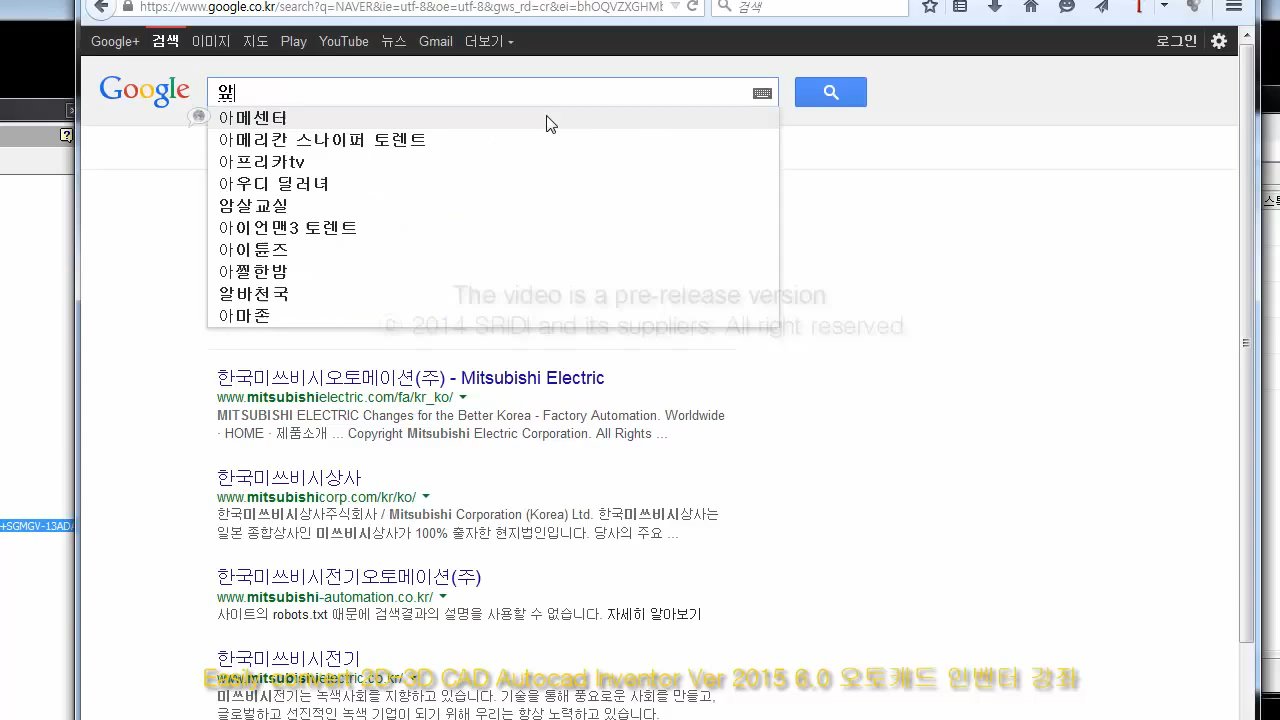 https://www.google.co.kr/search?q=NAVER&ie=utf-8&oe=utf-8&gws_rd=cr&ei=bhOQVZXGHMb
검색
Google+ 검색 이미지 지도 Play YouTube 뉴스 Gmail 더보기
로그인
Google
앞
아메센터
아메리칸 스나이퍼 토렌트
아프리카tv
아우디 딜러녀
암살교실
아이언맨3 토렌트
아이튠즈
아찔한밤
알바천국
아마존
The video is a pre-release version
© 2014 SRIDI and its suppliers. All right reserved
한국미쓰비시오토메이션(주) - Mitsubishi Electric
www.mitsubishielectric.com/fa/kr_ko/
MITSUBISHI ELECTRIC Changes for the Better Korea - Factory Automation. Worldwide
· HOME · 제품소개 ... Copyright Mitsubishi Electric Corporation. All Rights ...
한국미쓰비시상사
www.mitsubishicorp.com/kr/ko/
한국미쓰비시상사주식회사 / Mitsubishi Corporation (Korea) Ltd. 한국미쓰비시상사는
일본 종합상사인 미쓰비시상사가 100% 출자한 현지법인입니다. 당사의 주요 ...
한국미쓰비시전기오토메이션(주)
www.mitsubishi-automation.co.kr/
사이트의 robots.txt 때문에 검색결과의 설명을 사용할 수 없습니다. 자세히 알아보기
+SGMGV-13ADA
한국미쓰비시전기
www.mitsubishielectric.co.kr/
2D 3D CAD Autocad Inventor Ver 2015 6.0 오토캐드 인벤터 강좌
미쓰비시전기는 녹색사회를 지향하고 있습니다. 기술을 통해 풍요로운 사회를 만들고,
글로벌하고 선진적인 녹색 기업이 되기 위해 우리는 항상 노력하고 있습니다.